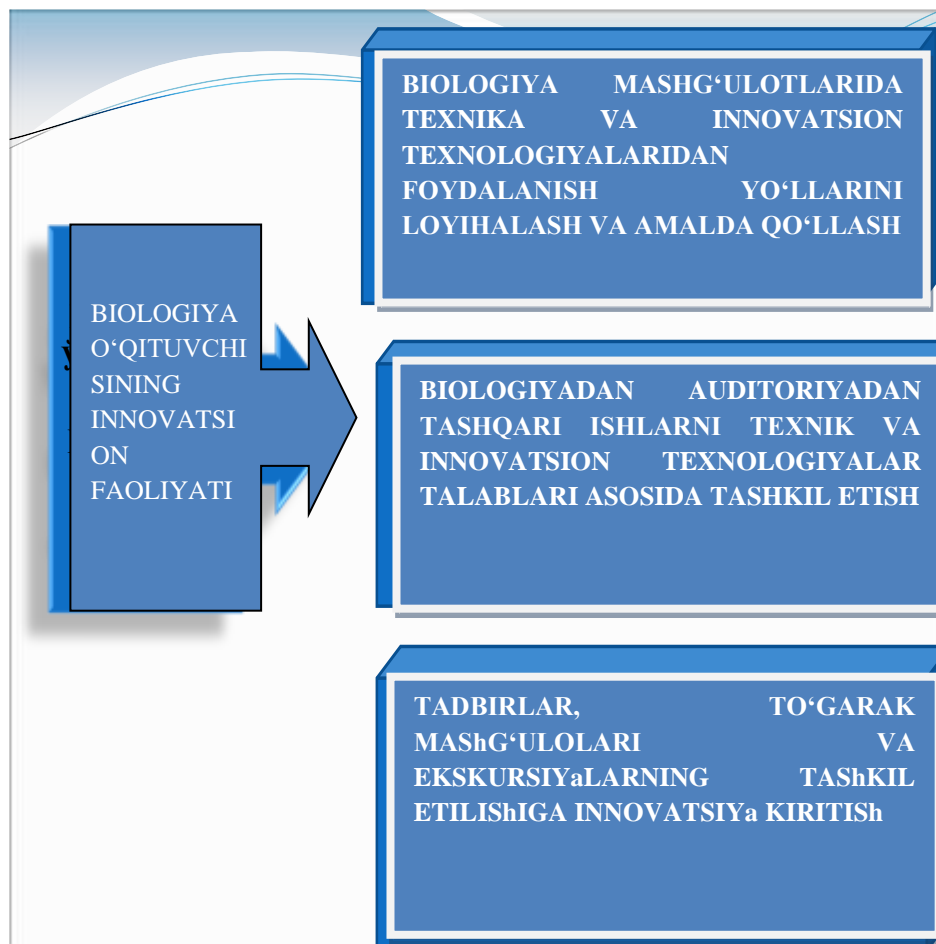 BIOLOGIYA
O‘QITUVCHI
SINING
INNOVATSI
ON
FAOLIYATI
BIOLOGIYA MASHG‘ULOTLARIDA
TEXNIKA VA INNOVATSION
TEXNOLOGIYALARIDAN
FOYDALANISH YO‘LLARINI
LOYIHALASH VA AMALDA QO‘LLASH
BIOLOGIYADAN AUDITORIYADAN
TASHQARI ISHLARNI TEXNIK VA
INNOVATSION TEXNOLOGIYALAR
TALABLARI ASOSIDA TASHKIL ETISH
TADBIRLAR, TO‘GARAK
MAShG‘ULOLARI VA
EKSKURSIYaLARNING TAShKIL
ETILIShIGA INNOVATSIYa KIRITISh